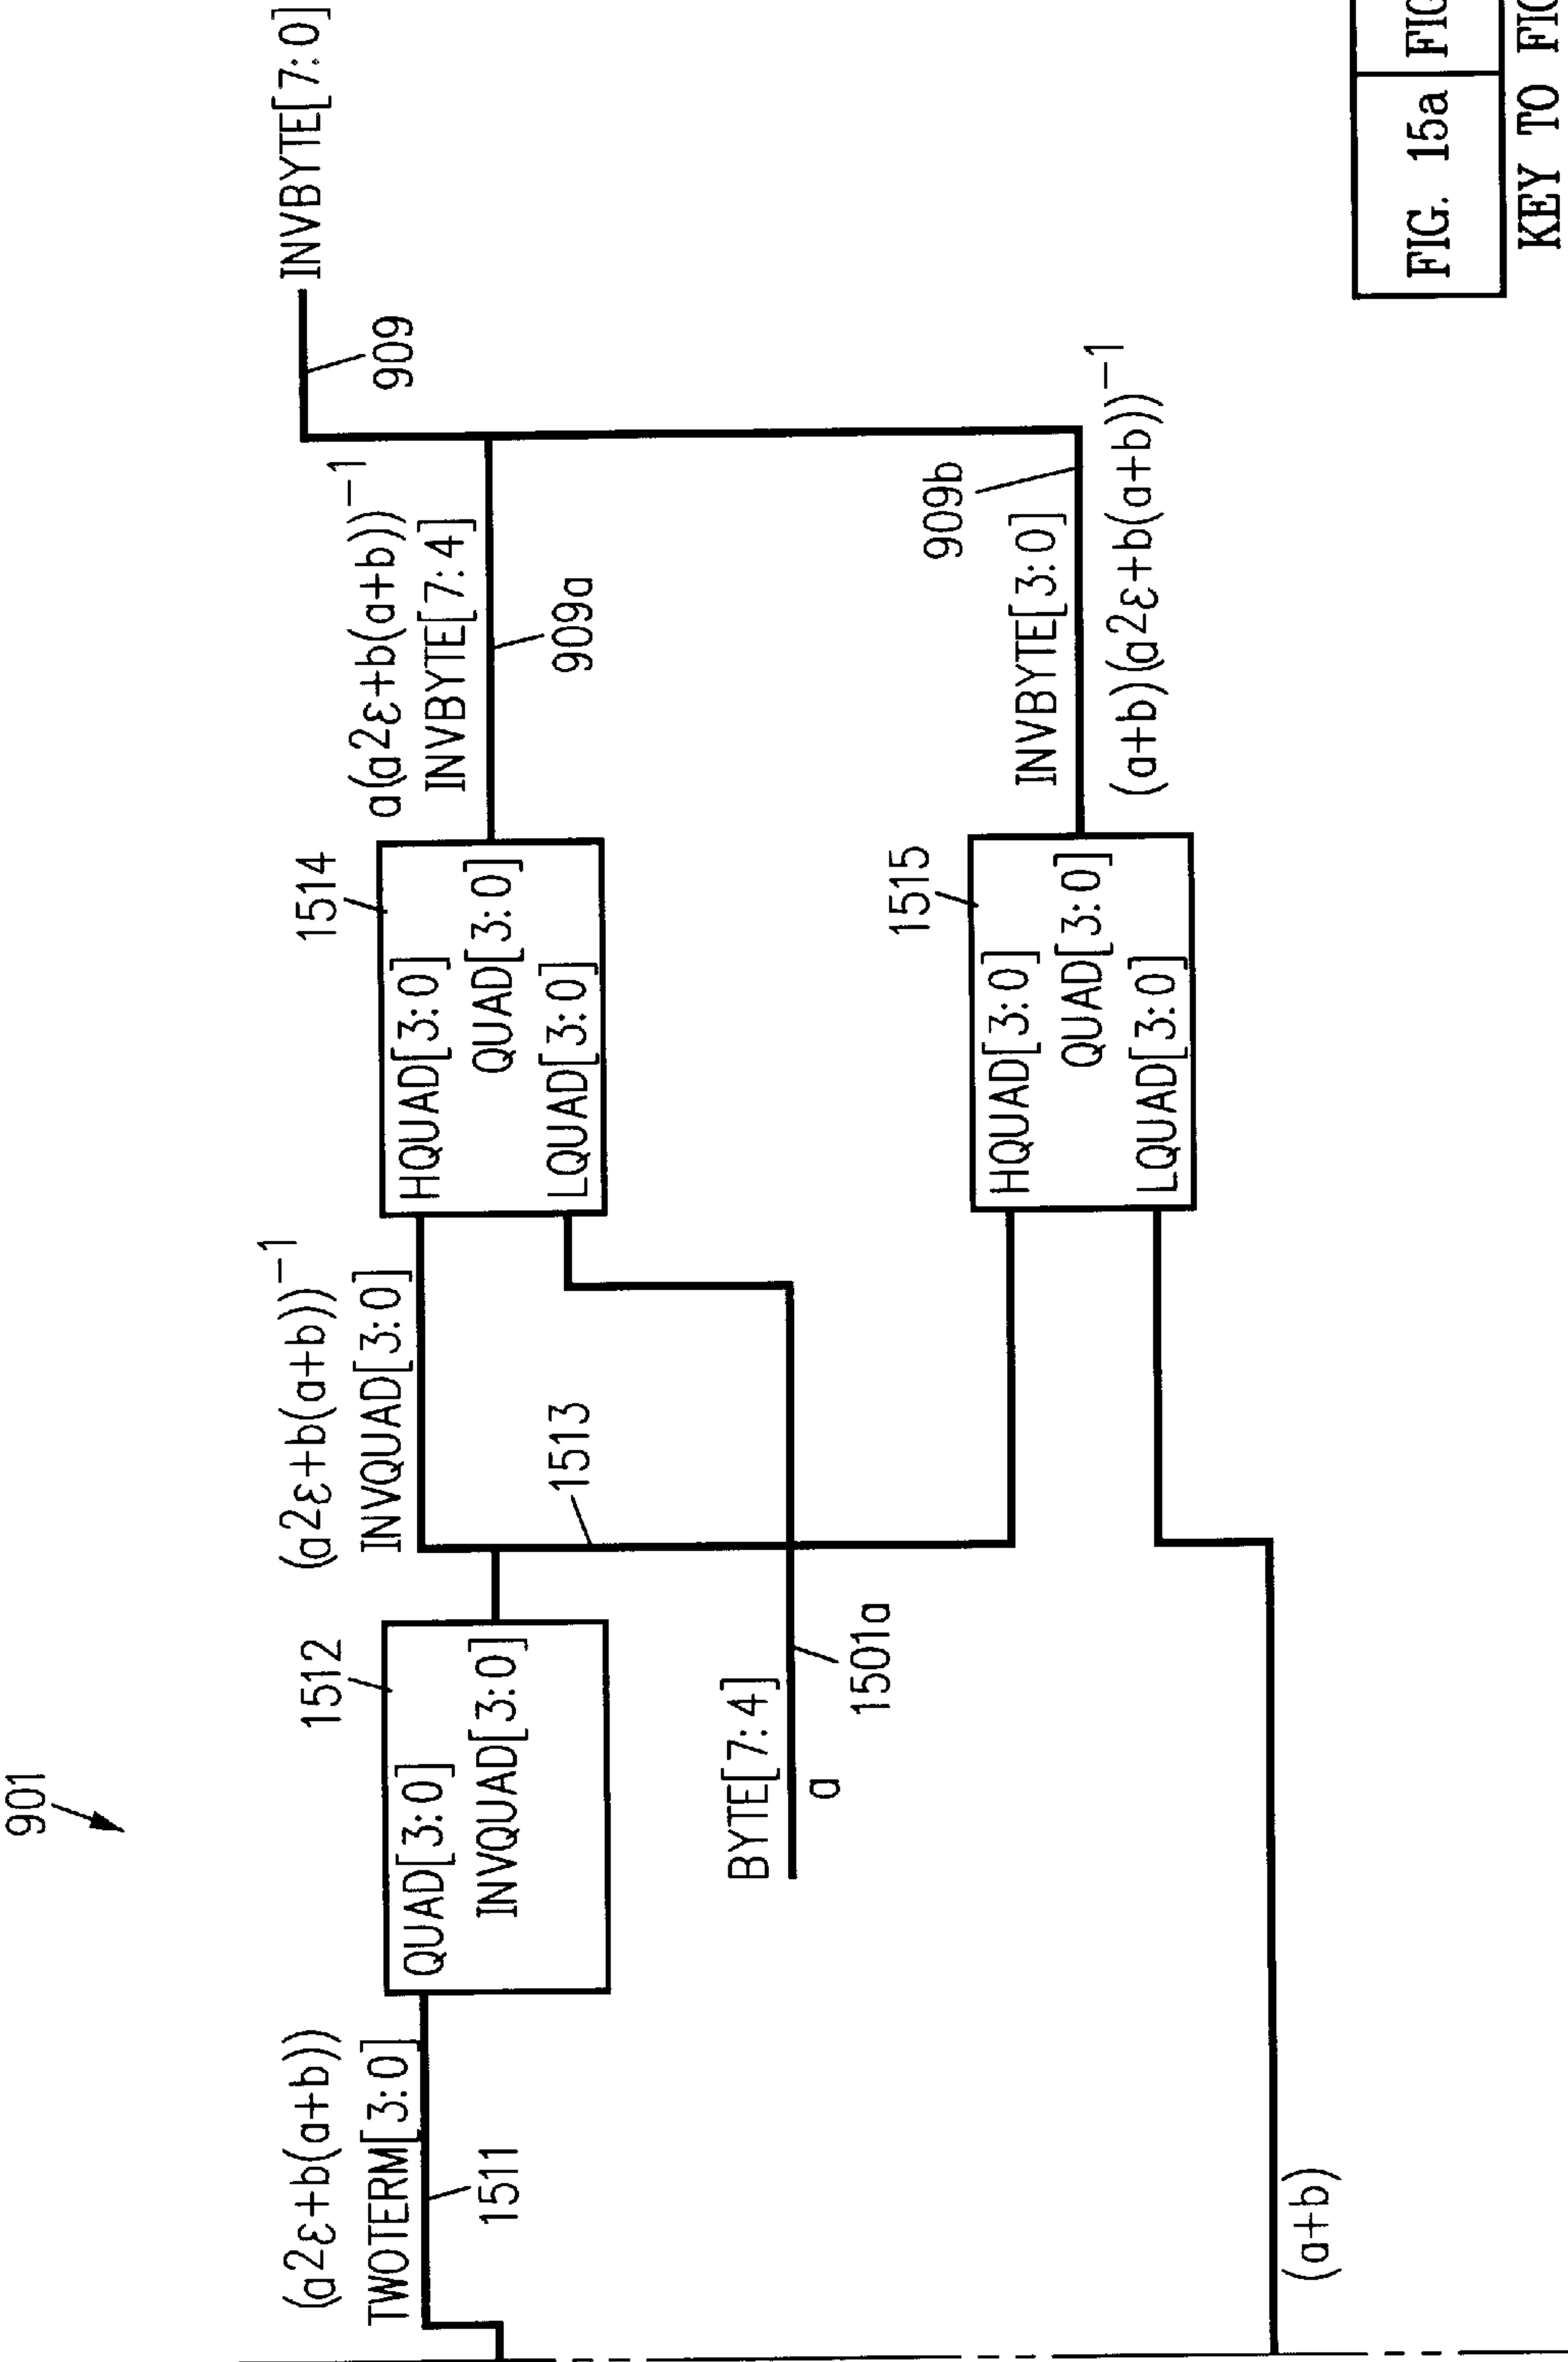 901
(a²ε+b(a+b))
TWOTERM[3:0]
1511
1512
QUAD[3:0]
INVQUAD[3:0]
(a²ε+b(a+b))⁻¹
INVQUAD[3:0]
1513
BYTE[7:4]
a
1501a
1514
HQUAD[3:0]
QUAD[3:0]
LQUAD[3:0]
a(a²ε+b(a+b))⁻¹
INVBYTE[7:4]
909a
INVBYTE[7:0]
909
1515
HQUAD[3:0]
QUAD[3:0]
LQUAD[3:0]
909b
INVBYTE[3:0]
(a+b)(a²ε+b(a+b))⁻¹
(a+b)
FIG. 15a FIG
KEY TO FIG